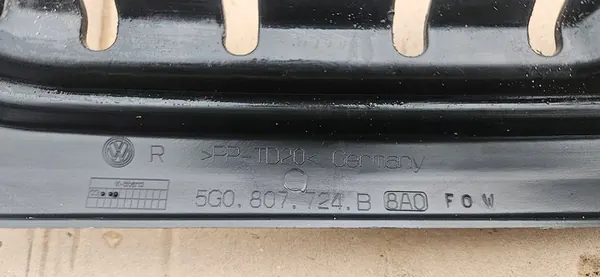 R >PP-TD20< Germany
5G0.807.724.B 8A0 FOW